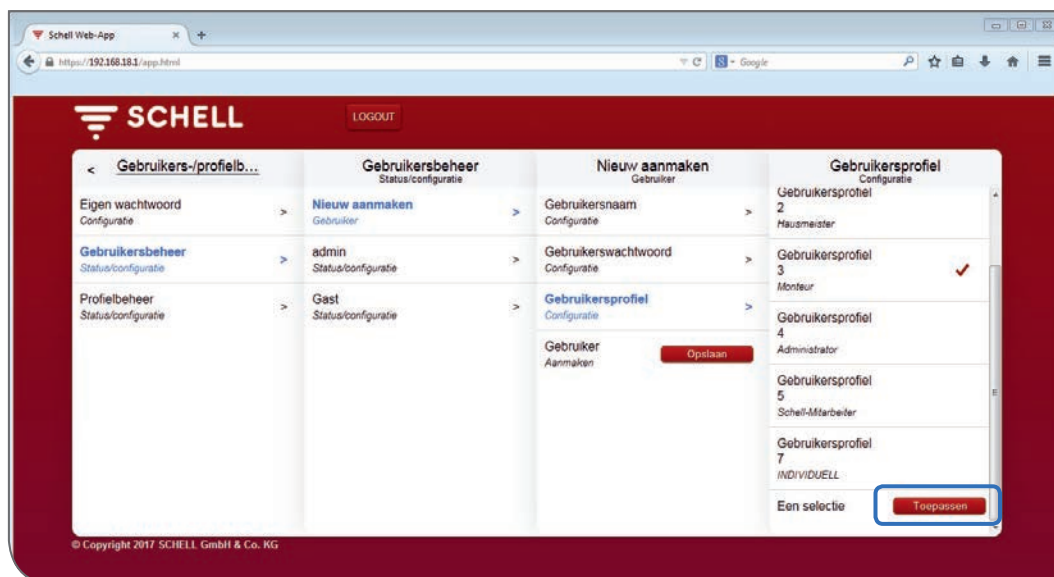 Schell Web-App
https://192.168.18.1/app.html
Google
SCHELL
LOGOUT
< Gebruikers-/profielb...
Eigen wachtwoord >
Configuratie
Gebruikersbeheer >
Status/configuratie
Profielbeheer >
Status/configuratie
Gebruikersbeheer
Status/configuratie
Nieuw aanmaken >
Gebruiker
admin >
Status/configuratie
Gast >
Status/configuratie
Nieuw aanmaken
Gebruiker
Gebruikersnaam >
Configuratie
Gebruikerswachtwoord >
Configuratie
Gebruikersprofiel >
Configuratie
Gebruiker
Aanmaken
Opslaan
Gebruikersprofiel
Configuratie
Gebruikersprofiel
2
Hausmeister
Gebruikersprofiel
3
Monteur
Gebruikersprofiel
4
Administrator
Gebruikersprofiel
5
Schell-Mitarbeiter
Gebruikersprofiel
7
INDIVIDUELL
Een selectie
Toepassen
© Copyright 2017 SCHELL GmbH & Co. KG